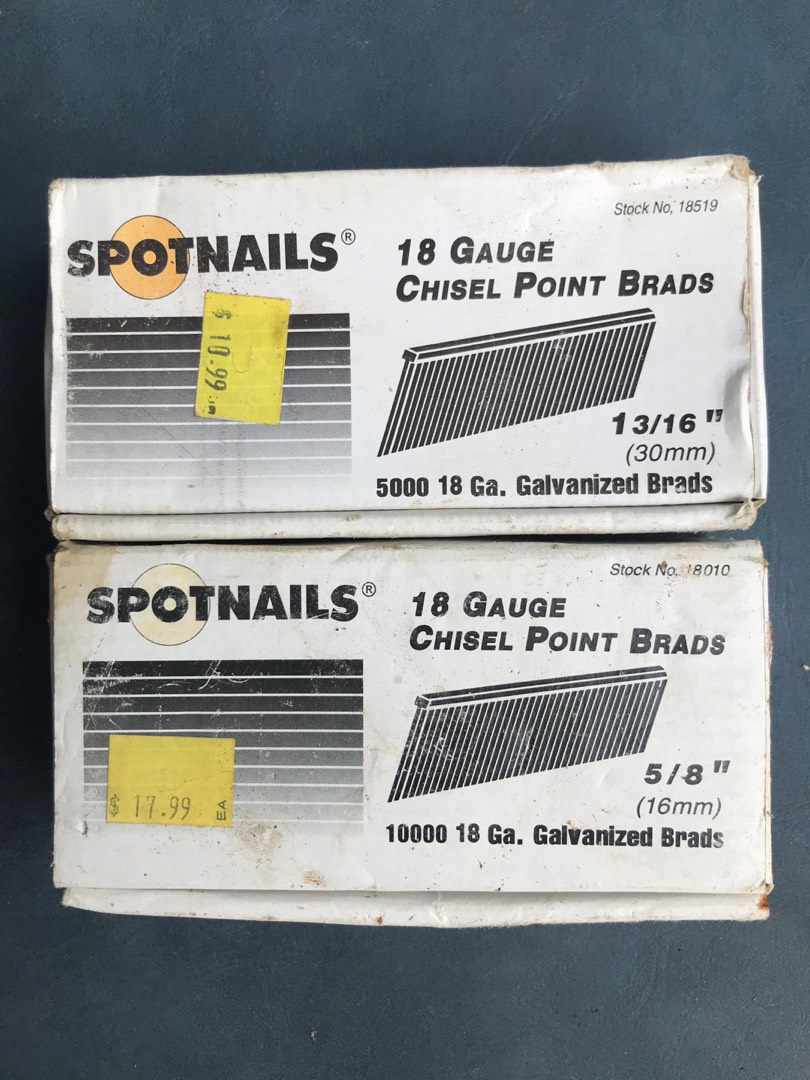 Stock No. 18519
SPOTNAILS®
18 GAUGE
CHISEL POINT BRADS
$ 10.99
1 3/16"
(30mm)
5000 18 Ga. Galvanized Brads
Stock No. 18010
SPOTNAILS®
18 GAUGE
CHISEL POINT BRADS
$ 17.99 EA
5/8"
(16mm)
10000 18 Ga. Galvanized Brads